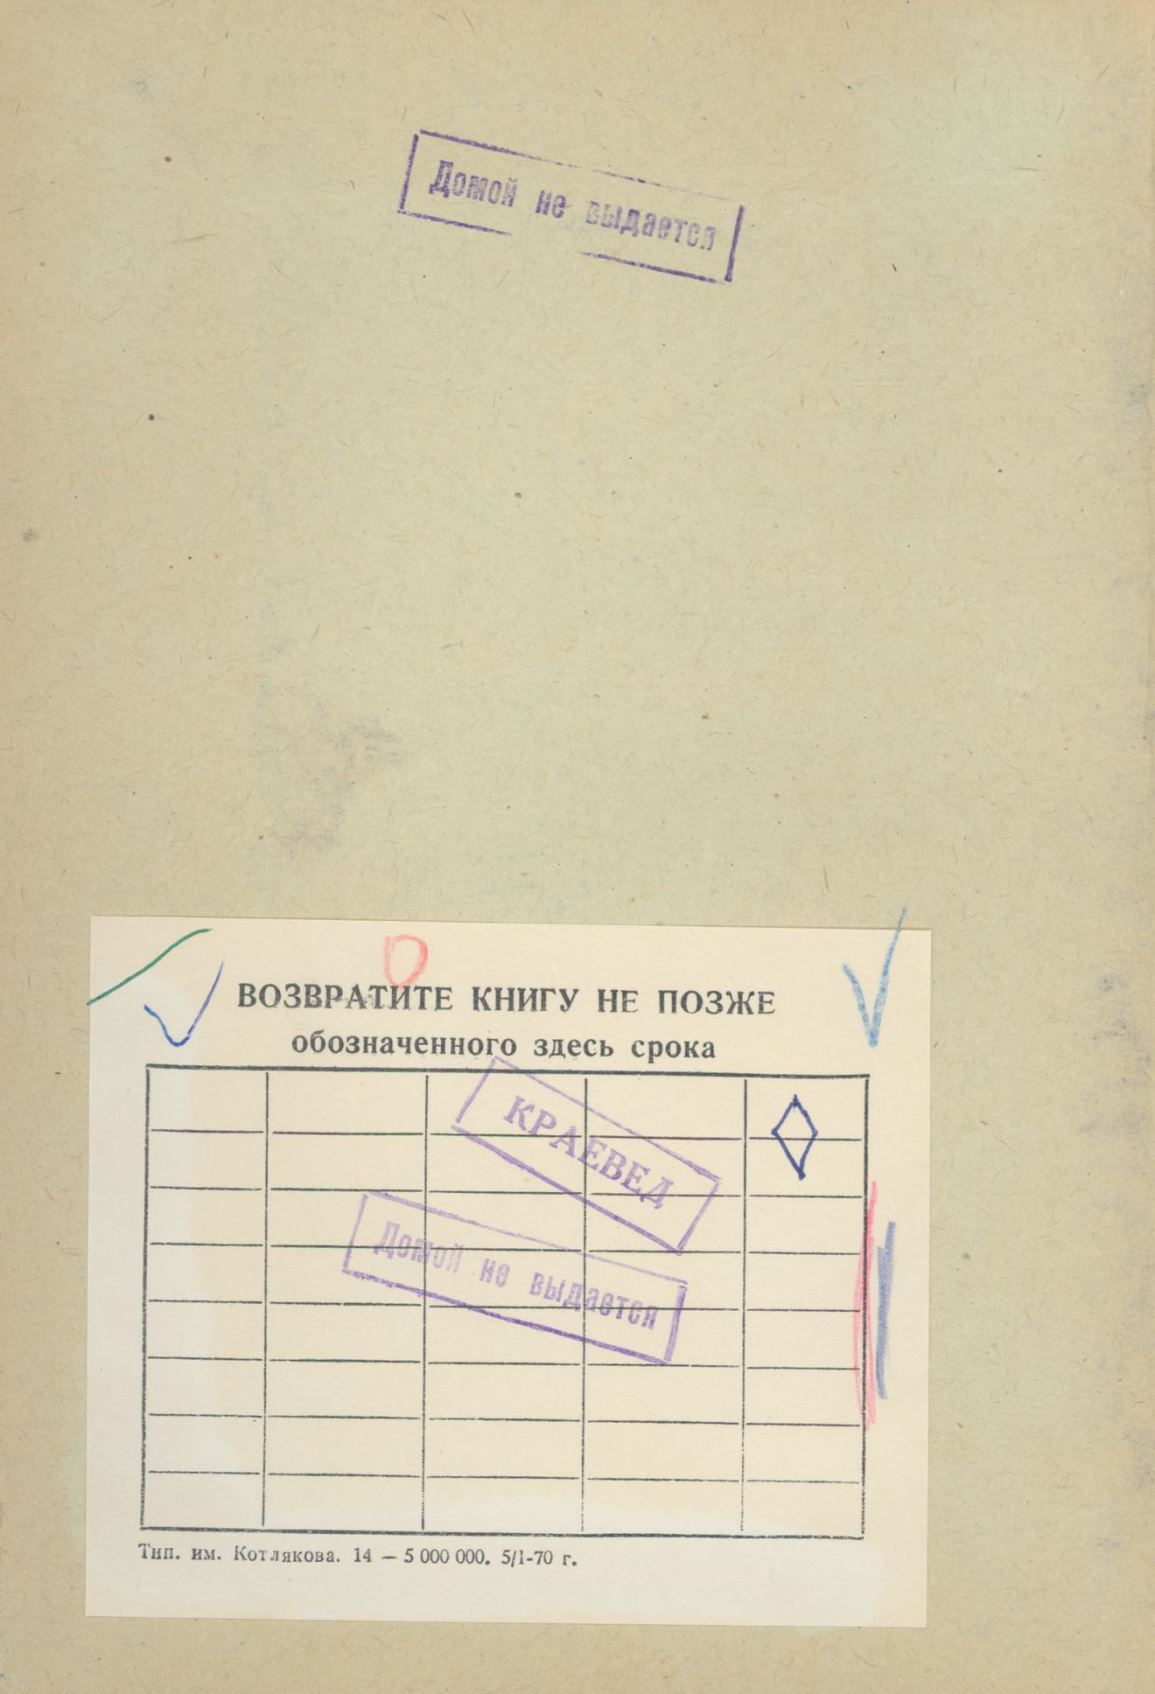 Домой не выдается
ВОЗВРАТИТЕ КНИГУ НЕ ПОЗЖЕ
обозначенного здесь срока
КРАЕВЕД
Домой не выдается
Тип. им. Котлякова. 14 — 5 000 000. 5/I-70 г.